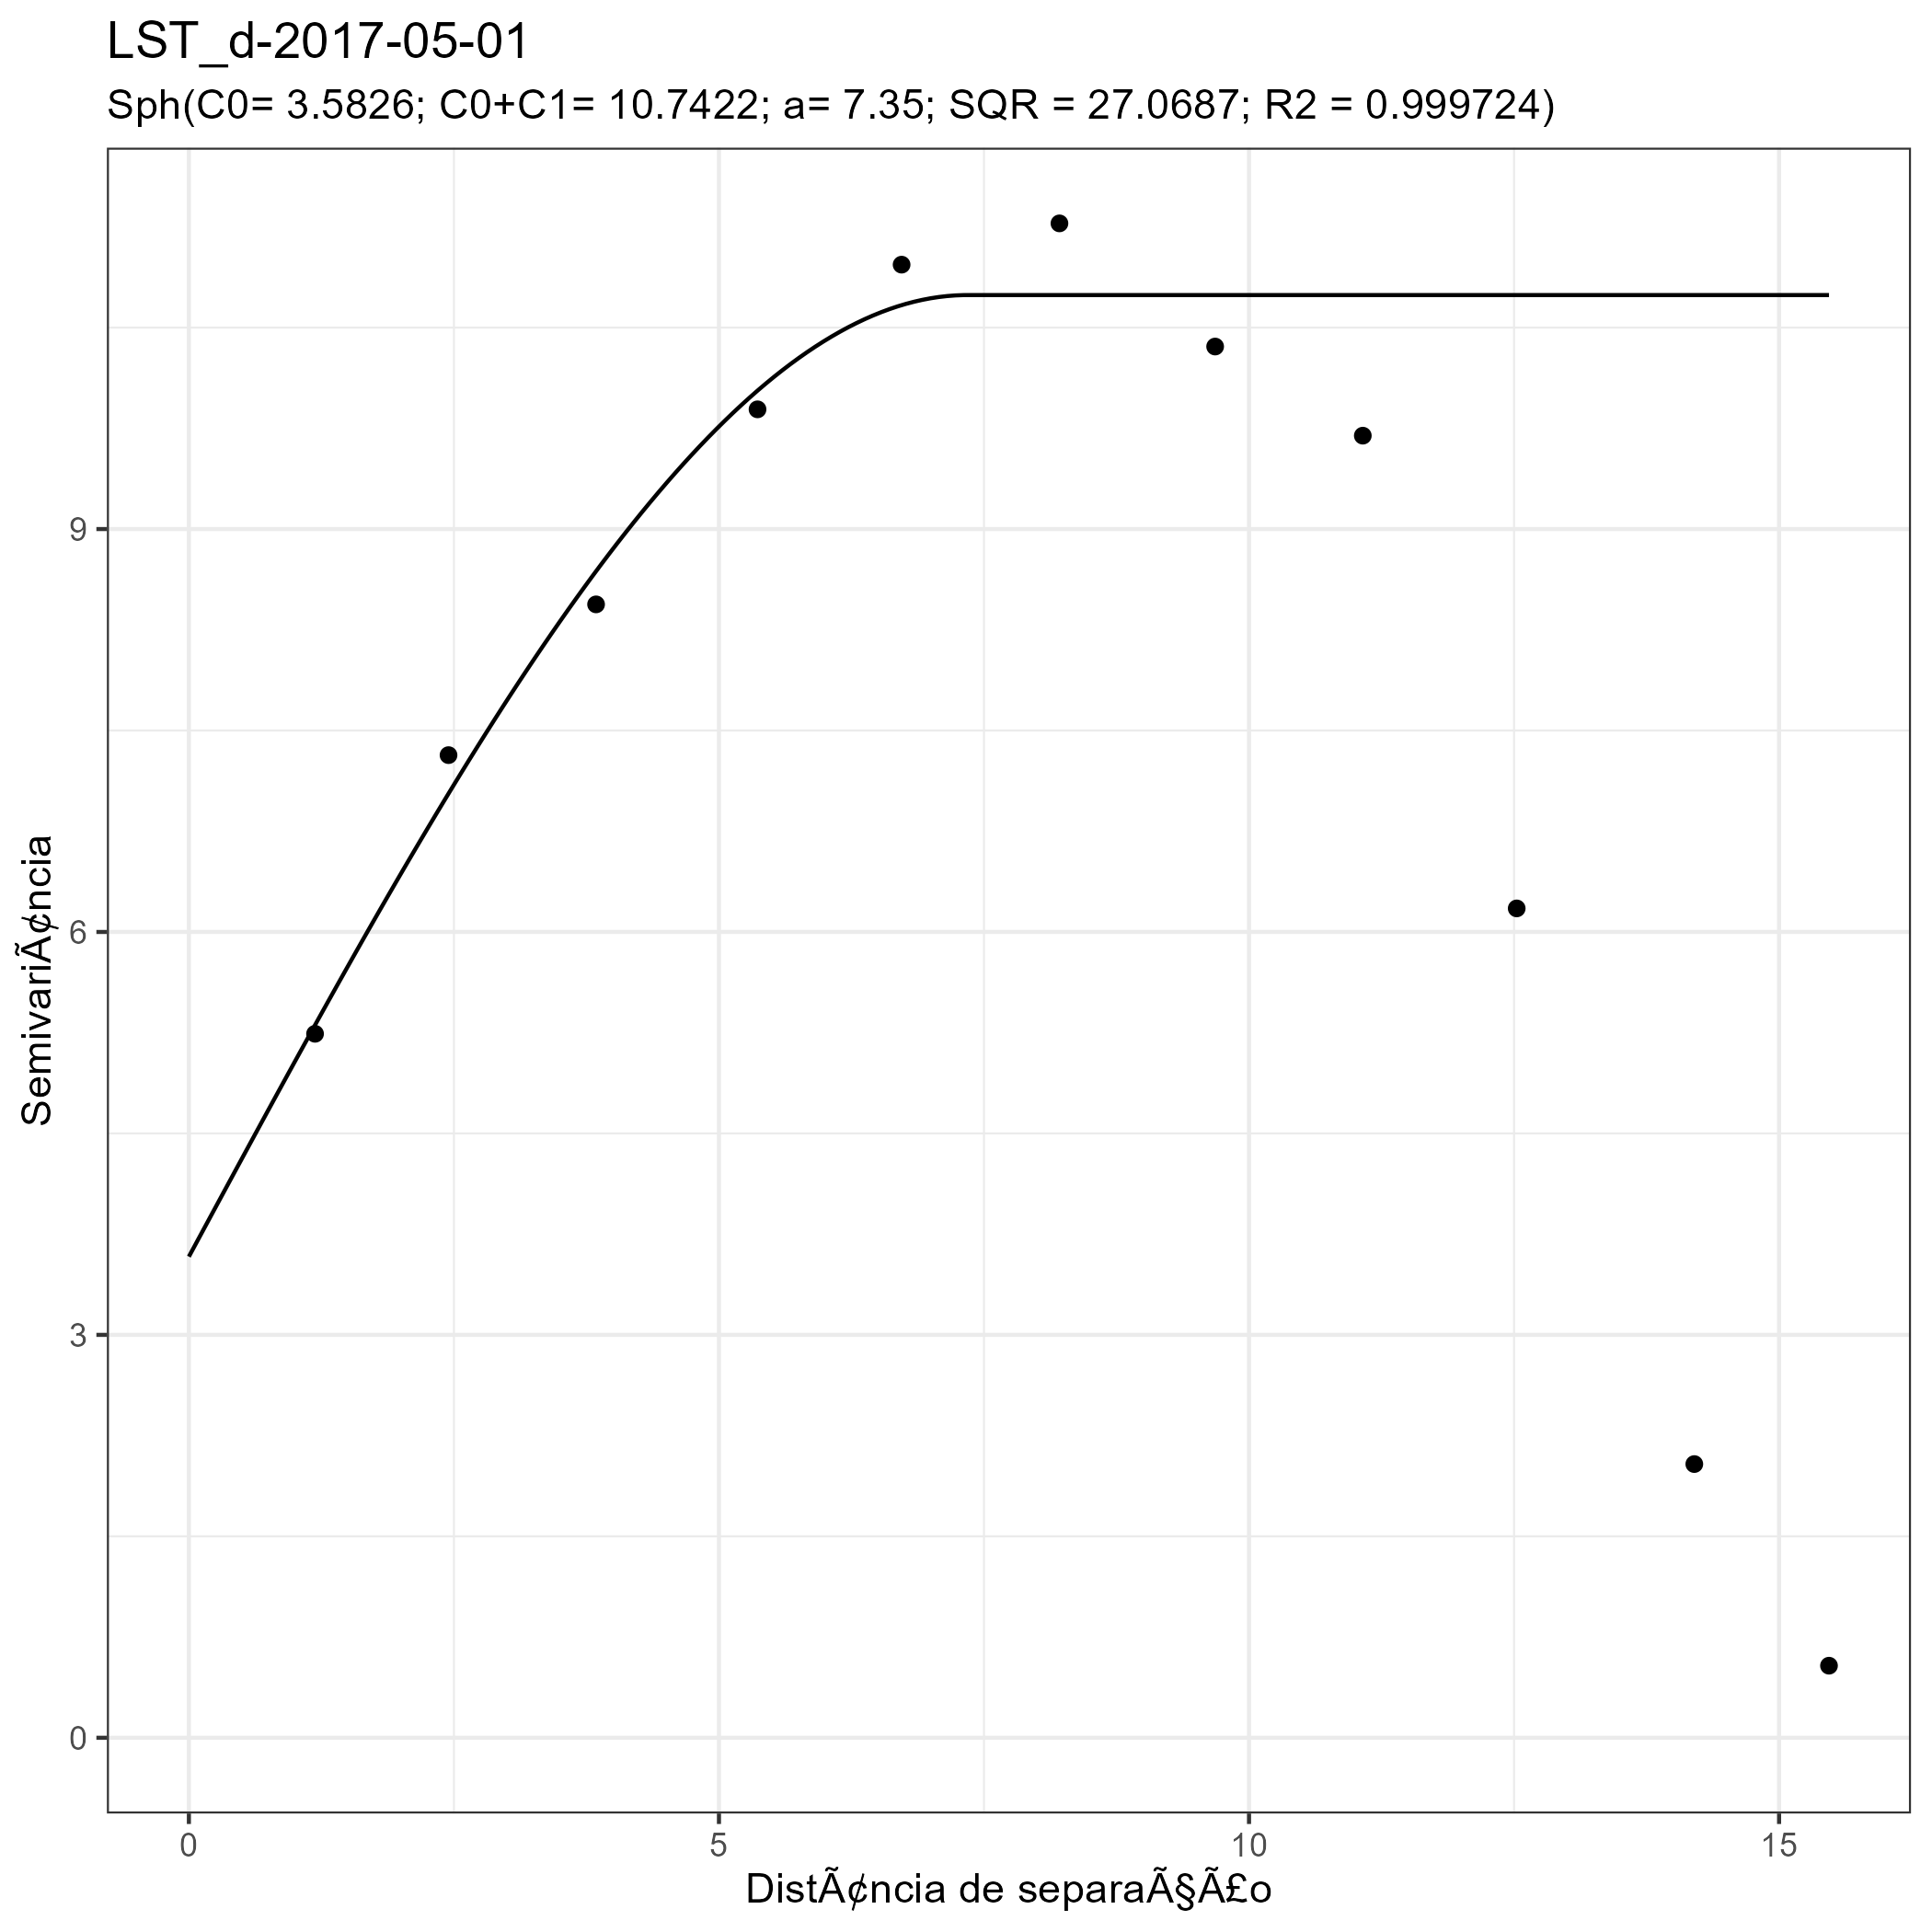 LST_d-2017-05-01
Sph(C0= 3.5826; C0+C1= 10.7422; a= 7.35; SQR = 27.0687; R2 = 0.999724)
SemivariÃ¢ncia
9
6
3
0
0 5 10 15
DistÃ¢ncia de separaÃ§Ã£o